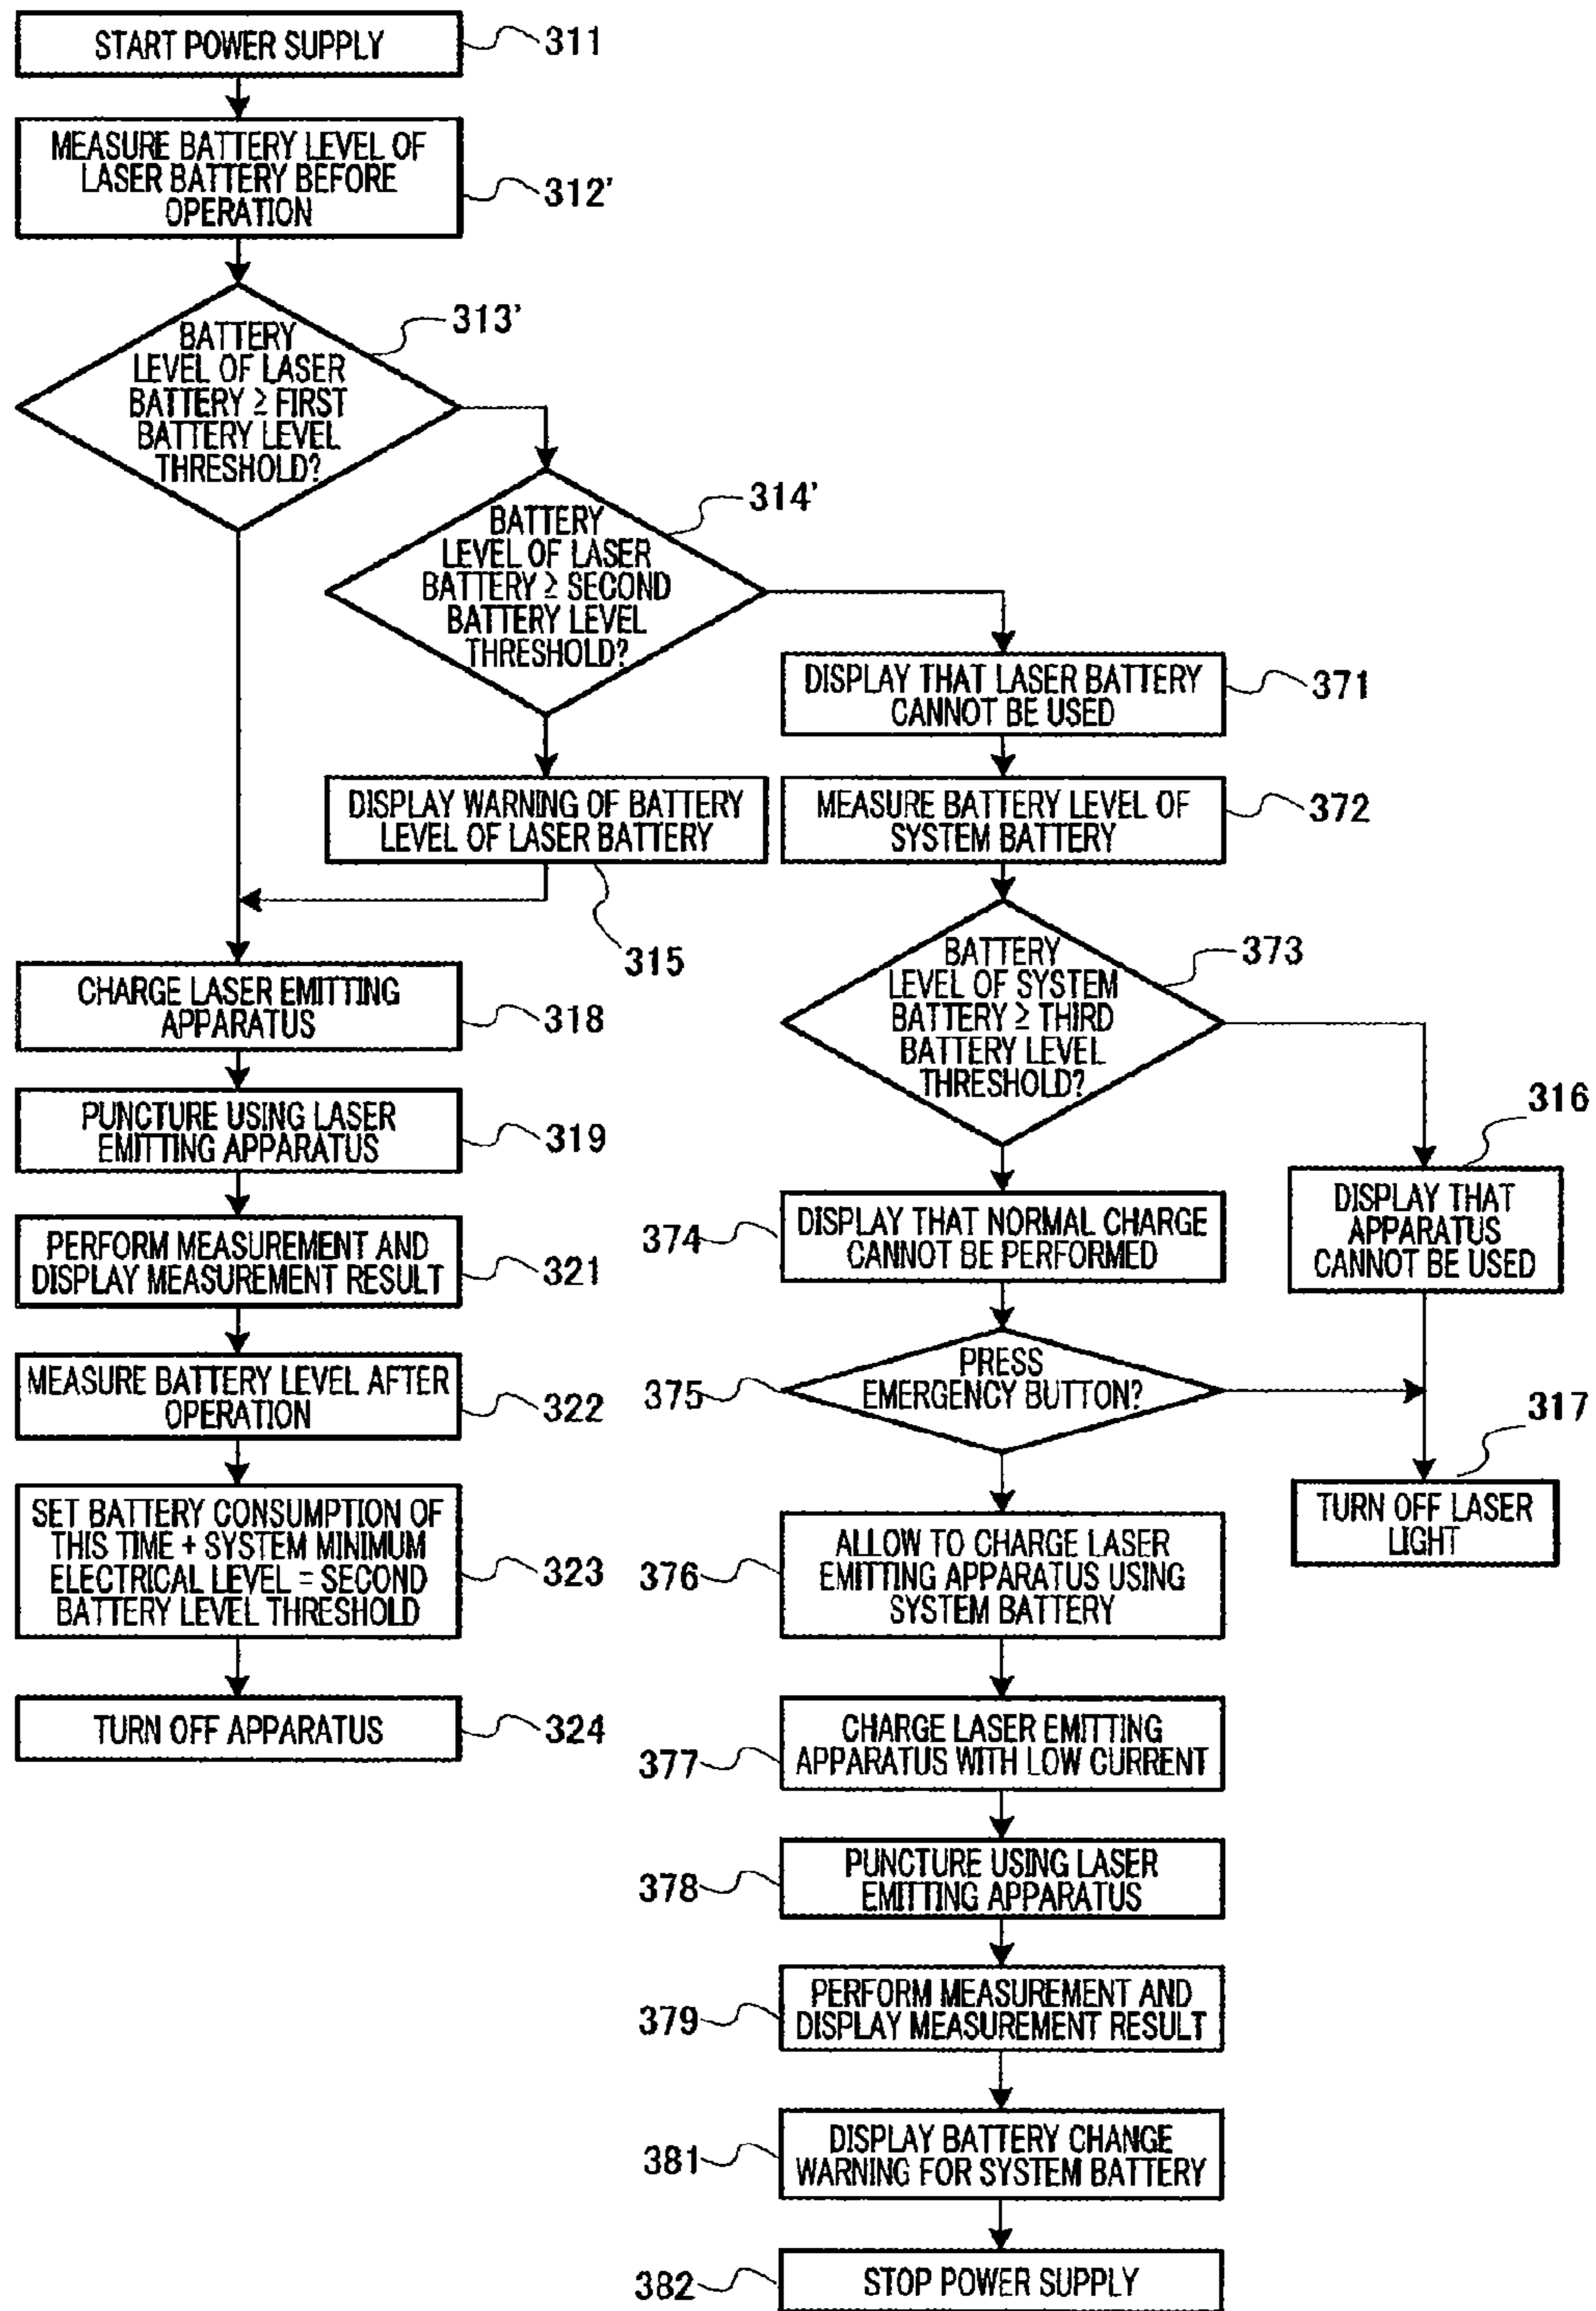 START POWER SUPPLY
311
MEASURE BATTERY LEVEL OF
LASER BATTERY BEFORE
OPERATION
312'
BATTERY
LEVEL OF LASER
BATTERY ≥ FIRST
BATTERY LEVEL
THRESHOLD?
313'
BATTERY
LEVEL OF LASER
BATTERY ≥ SECOND
BATTERY LEVEL
THRESHOLD?
314'
DISPLAY THAT LASER BATTERY
CANNOT BE USED
371
DISPLAY WARNING OF BATTERY
LEVEL OF LASER BATTERY
315
MEASURE BATTERY LEVEL OF
SYSTEM BATTERY
372
BATTERY
LEVEL OF SYSTEM
BATTERY ≥ THIRD
BATTERY LEVEL
THRESHOLD?
373
CHARGE LASER EMITTING
APPARATUS
318
PUNCTURE USING LASER
EMITTING APPARATUS
319
316
DISPLAY THAT
APPARATUS
CANNOT BE USED
PERFORM MEASUREMENT AND
DISPLAY MEASUREMENT RESULT
321
374
DISPLAY THAT NORMAL CHARGE
CANNOT BE PERFORMED
MEASURE BATTERY LEVEL AFTER
OPERATION
322
375
PRESS
EMERGENCY BUTTON?
317
TURN OFF LASER
LIGHT
SET BATTERY CONSUMPTION OF
THIS TIME + SYSTEM MINIMUM
ELECTRICAL LEVEL = SECOND
BATTERY LEVEL THRESHOLD
323
376
ALLOW TO CHARGE LASER
EMITTING APPARATUS USING
SYSTEM BATTERY
TURN OFF APPARATUS
324
377
CHARGE LASER EMITTING
APPARATUS WITH LOW CURRENT
378
PUNCTURE USING LASER
EMITTING APPARATUS
379
PERFORM MEASUREMENT AND
DISPLAY MEASUREMENT RESULT
381
DISPLAY BATTERY CHANGE
WARNING FOR SYSTEM BATTERY
382
STOP POWER SUPPLY